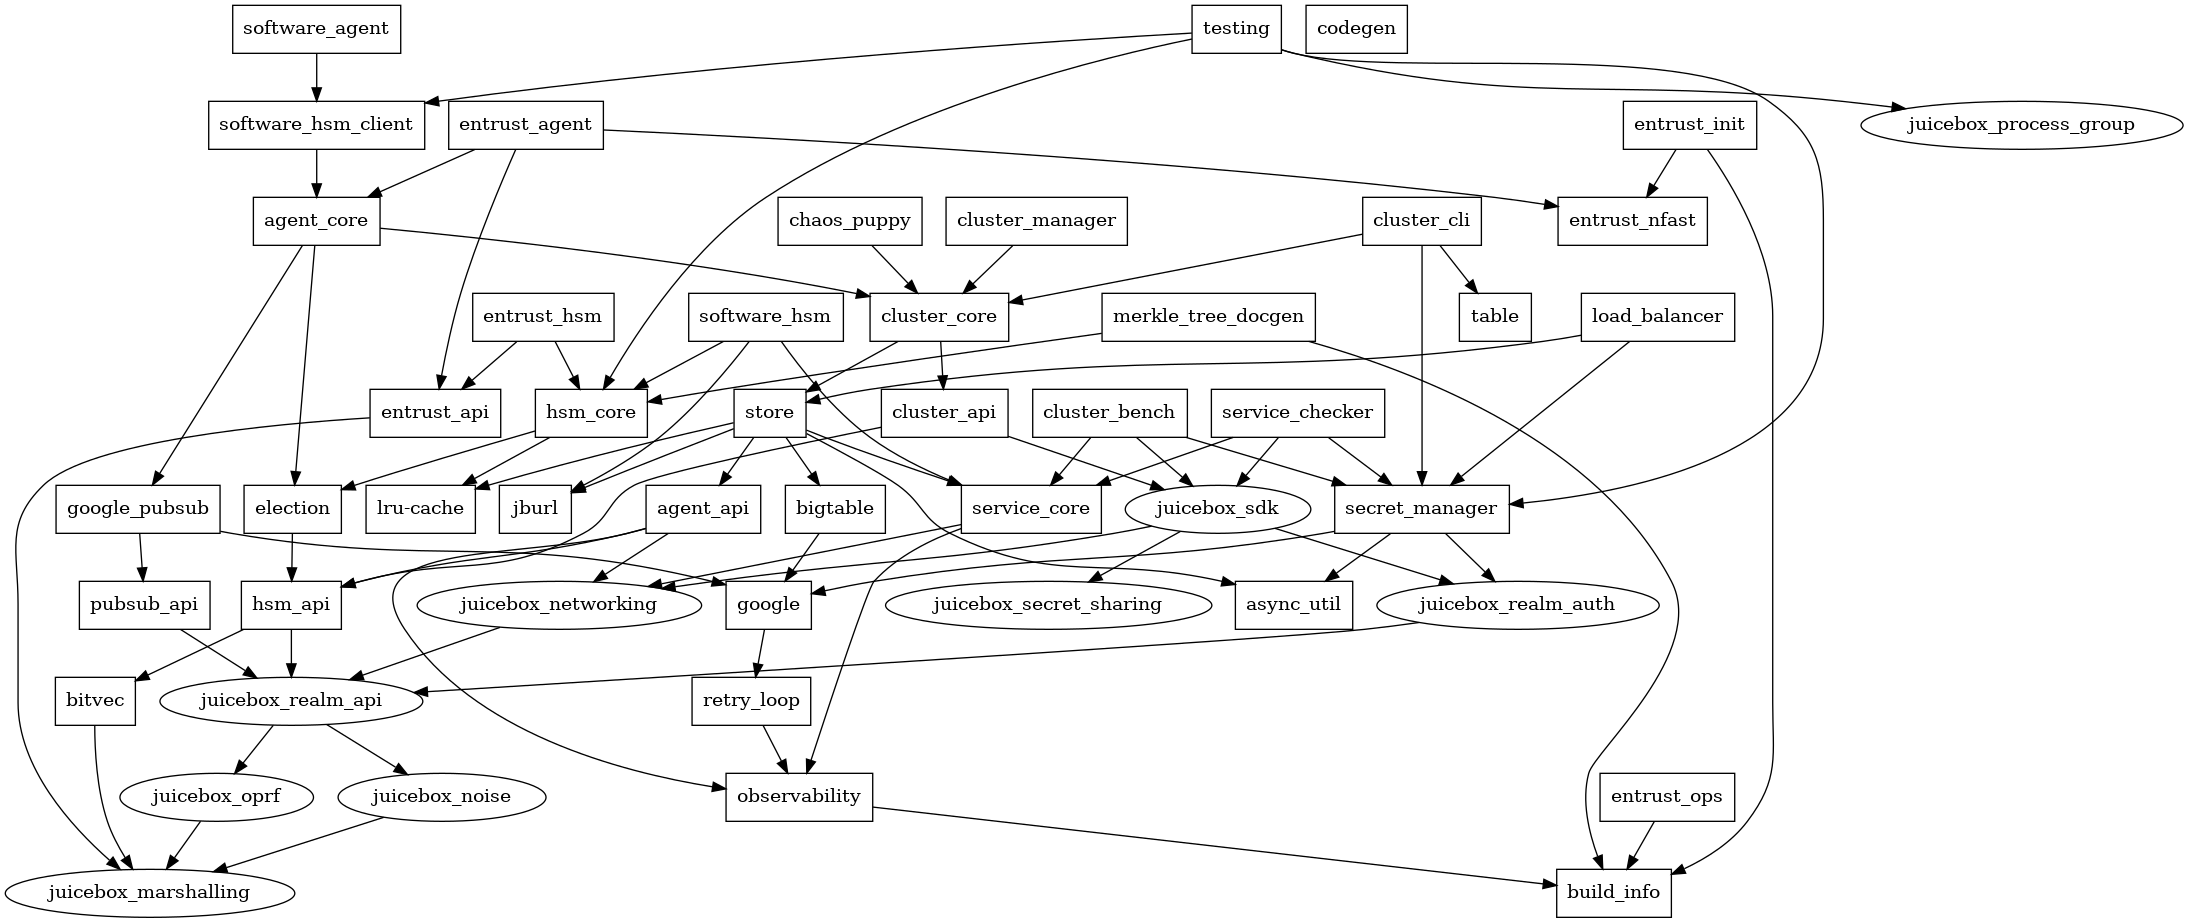 software_agent
testing
codegen
software_hsm_client
entrust_agent
entrust_init
juicebox_process_group
agent_core
chaos_puppy
cluster_manager
cluster_cli
entrust_nfast
entrust_hsm
software_hsm
cluster_core
merkle_tree_docgen
table
load_balancer
entrust_api
hsm_core
store
cluster_api
cluster_bench
service_checker
google_pubsub
election
lru-cache
jburl
agent_api
bigtable
service_core
juicebox_sdk
secret_manager
pubsub_api
hsm_api
juicebox_networking
google
juicebox_secret_sharing
async_util
juicebox_realm_auth
bitvec
juicebox_realm_api
retry_loop
juicebox_oprf
juicebox_noise
observability
entrust_ops
juicebox_marshalling
build_info